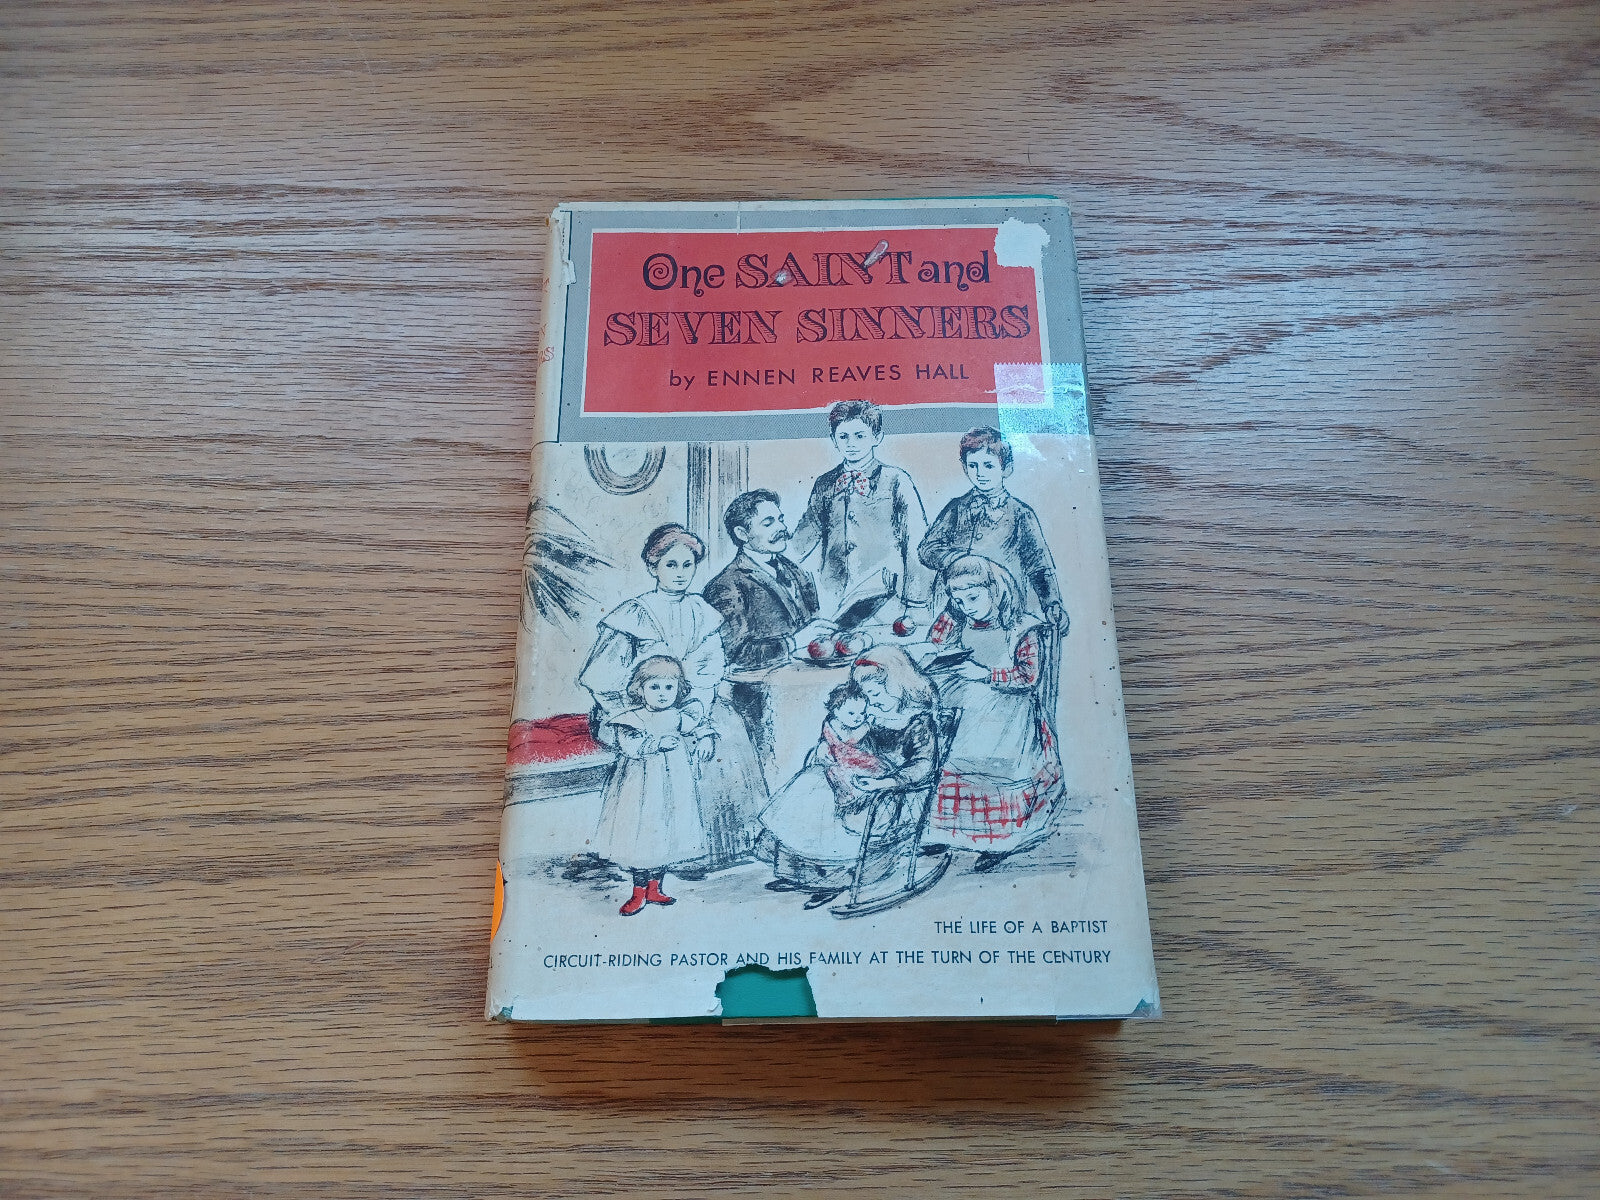 One SAINT and
SEVEN SINNERS
by ENNEN REAVES HALL
THE LIFE OF A BAPTIST
CIRCUIT-RIDING PASTOR AND HIS FAMILY AT THE TURN OF THE CENTURY